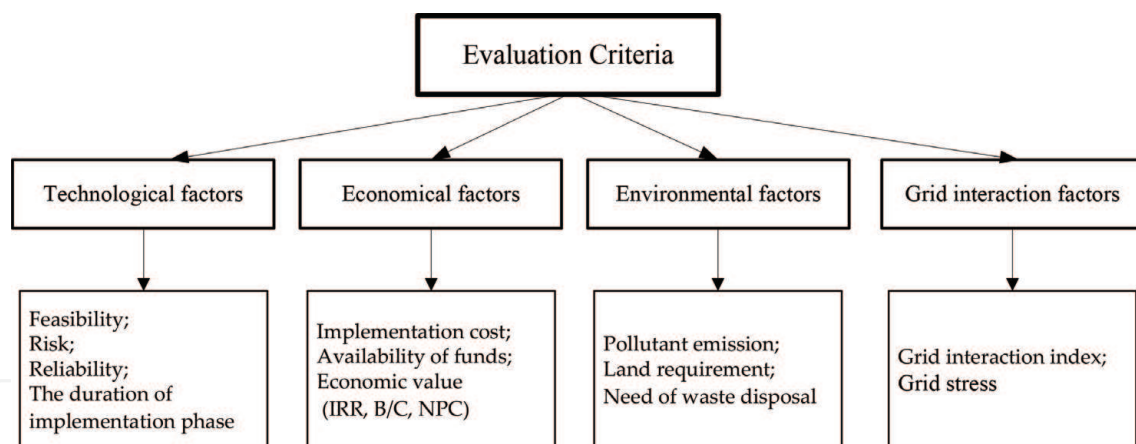 Evaluation Criteria
Technological factors
Economical factors
Environmental factors
Grid interaction factors
Feasibility;
Risk;
Reliability;
The duration of
implementation phase
Implementation cost;
Availability of funds;
Economic value
(IRR, B/C, NPC)
Pollutant emission;
Land requirement;
Need of waste disposal
Grid interaction index;
Grid stress